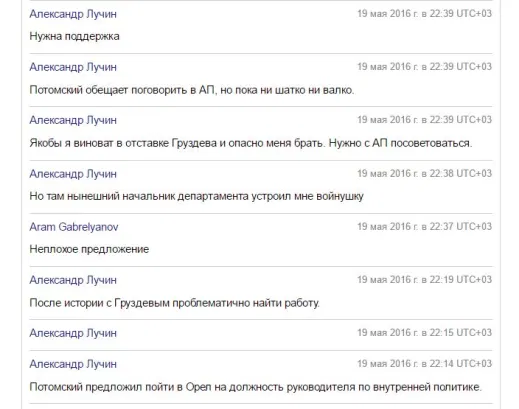 Александр Лучин 19 мая 2016 г. в 22:39 UTC+03
Нужна поддержка
Александр Лучин 19 мая 2016 г. в 22:39 UTC+03
Потомский обещает поговорить в АП, но пока ни шатко ни валко.
Александр Лучин 19 мая 2016 г. в 22:39 UTC+03
Якобы я виноват в отставке Груздева и опасно меня брать. Нужно с АП посоветоваться.
Александр Лучин 19 мая 2016 г. в 22:38 UTC+03
Но там нынешний начальник департамента устроил мне войнушку
Aram Gabrelyanov 19 мая 2016 г. в 22:37 UTC+03
Неплохое предложение
Александр Лучин 19 мая 2016 г. в 22:19 UTC+03
После истории с Груздевым проблематично найти работу.
Александр Лучин 19 мая 2016 г. в 22:15 UTC+03
Александр Лучин 19 мая 2016 г. в 22:14 UTC+03
Потомский предложил пойти в Орел на должность руководителя по внутренней политике.